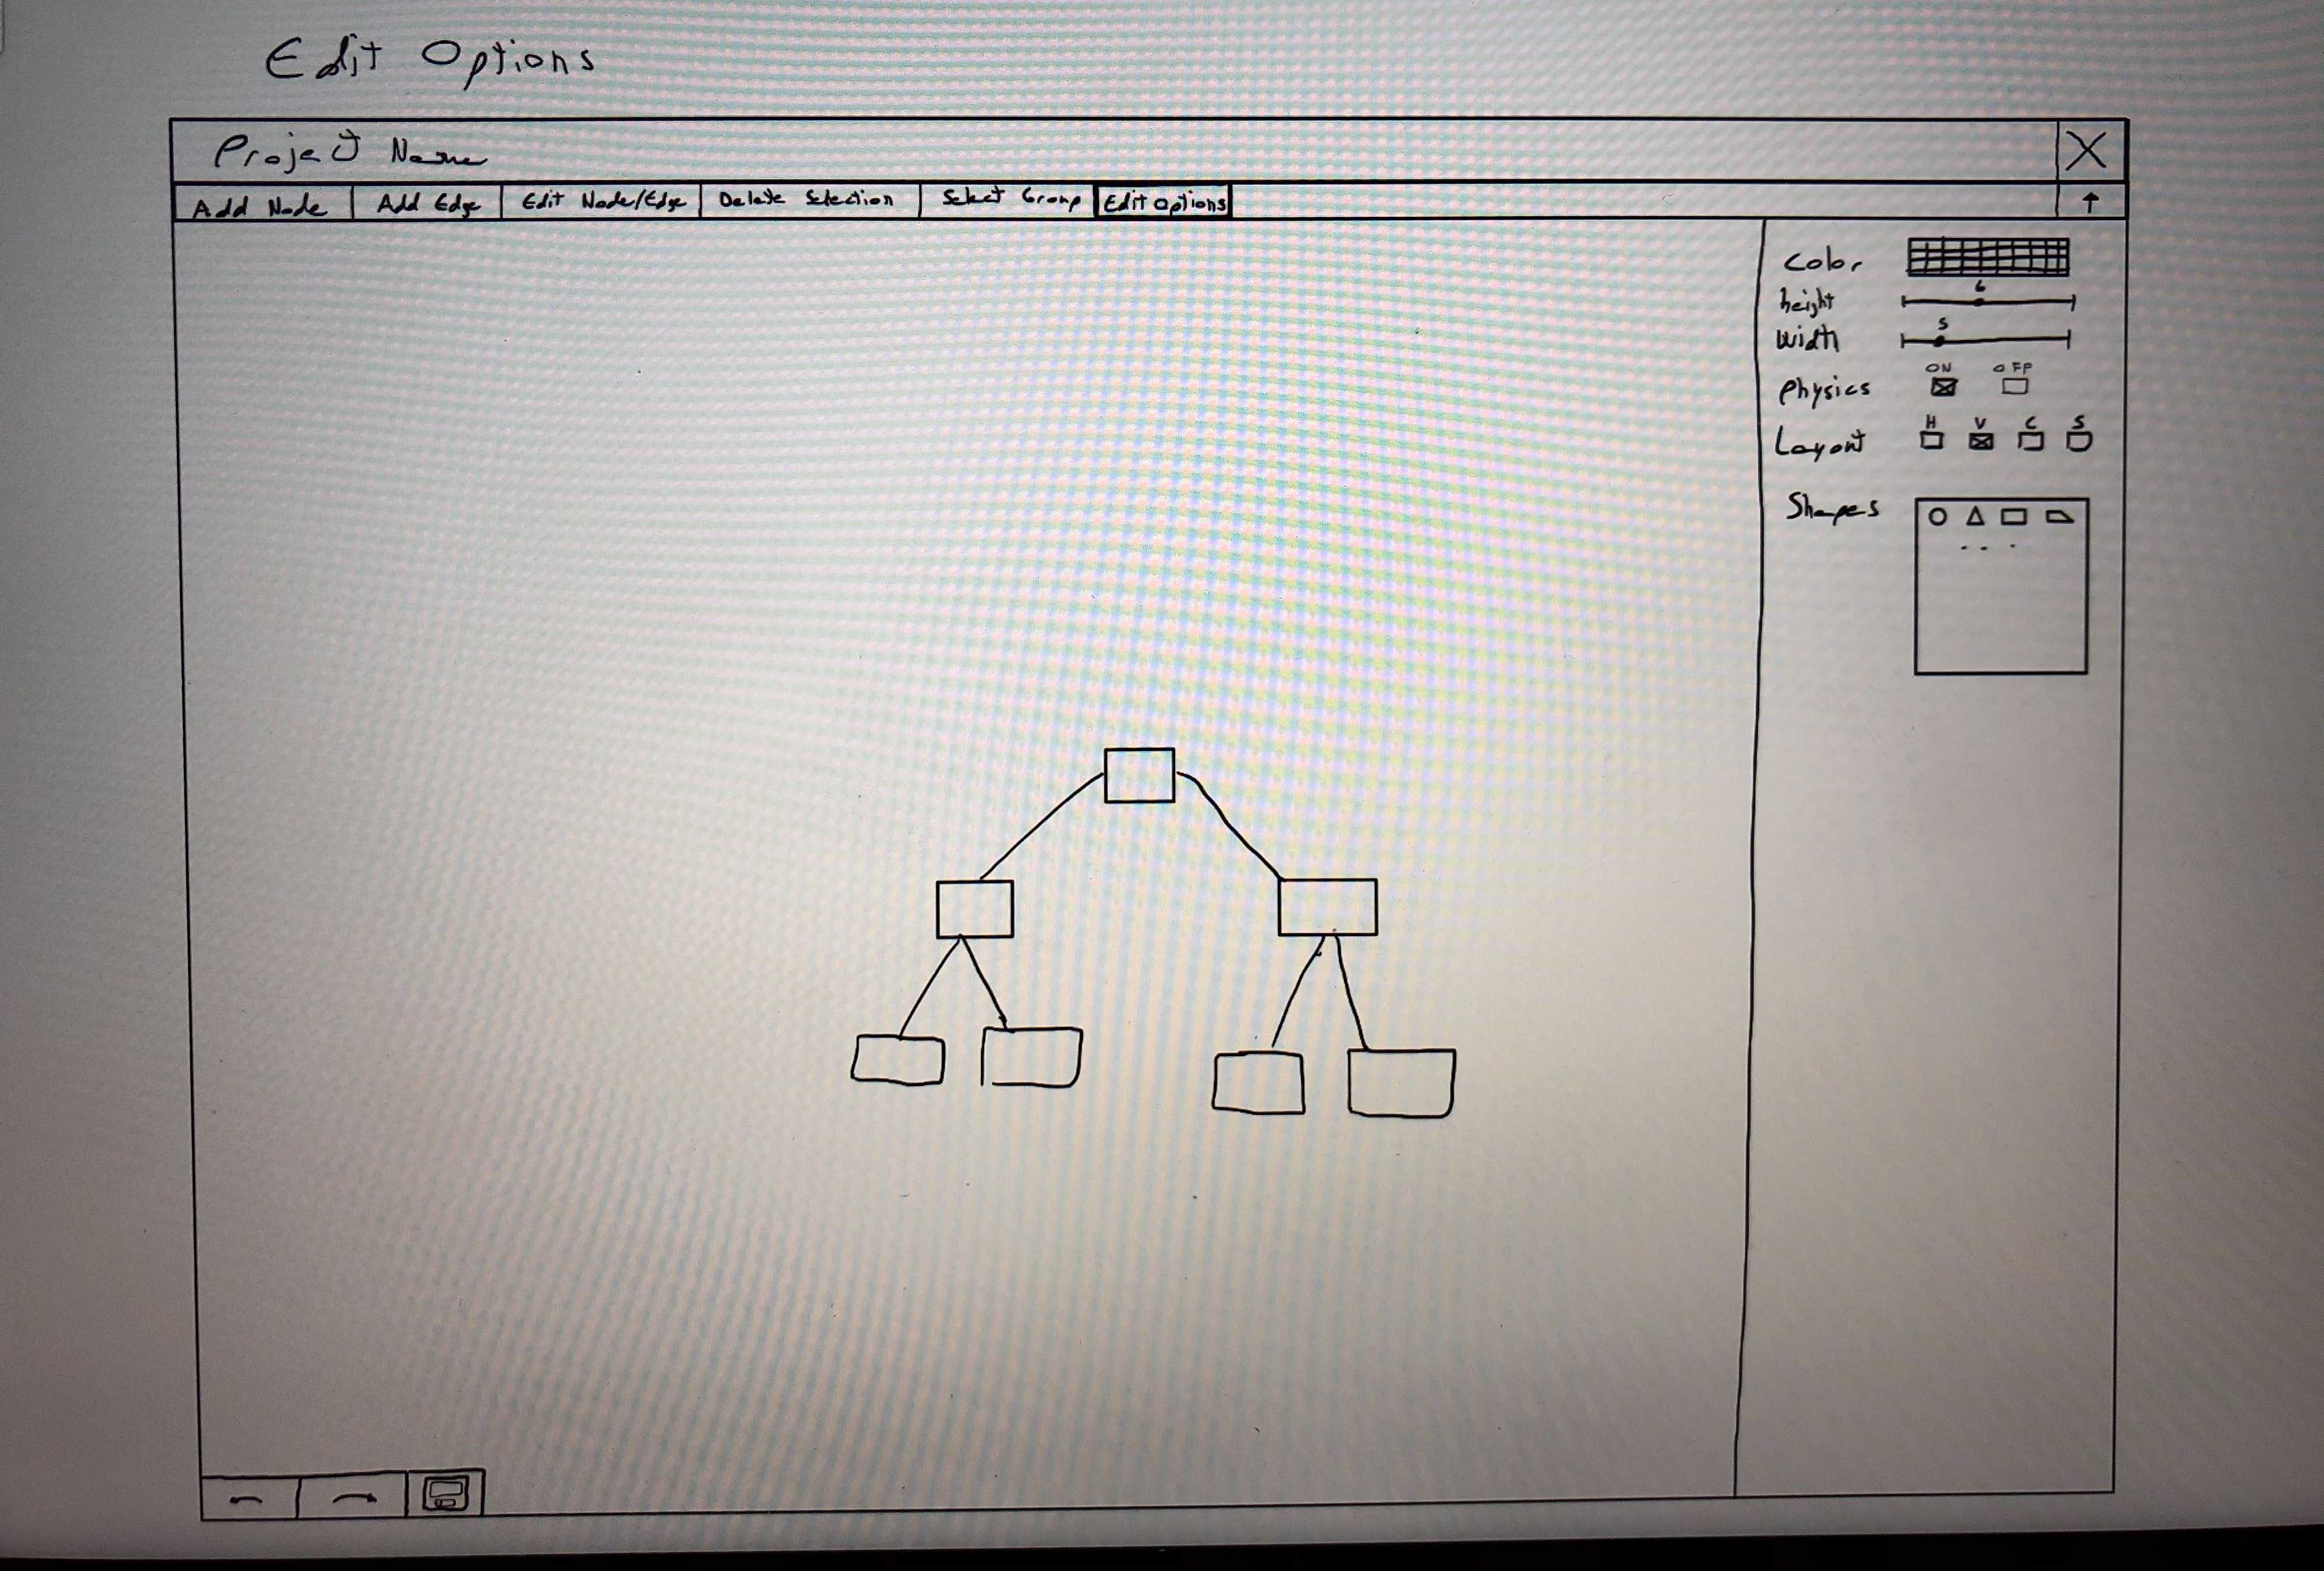 Edit Options
Project Name
Add Node Add Edge Edit Node/Edge Delete Selection Select Group Edit Options
Color
6
height
5
width
ON OFF
Physics
H V C S
Layout
Shapes